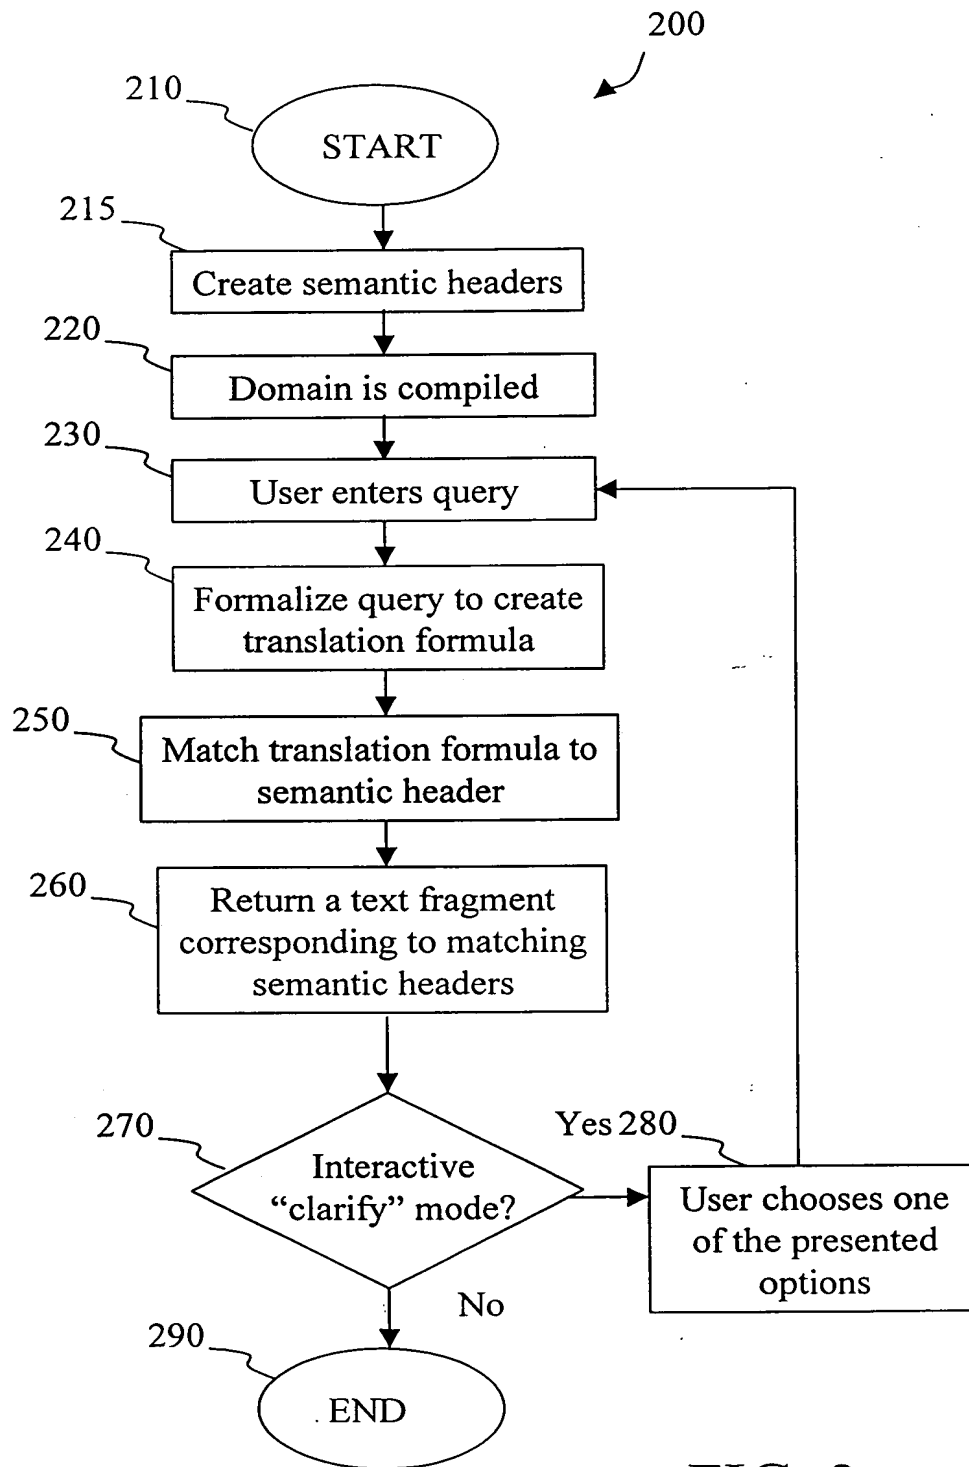 200
210
START
215
Create semantic headers
220
Domain is compiled
230
User enters query
240
Formalize query to create
translation formula
250
Match translation formula to
semantic header
260
Return a text fragment
corresponding to matching
semantic headers
270
Interactive
“clarify” mode?
Yes 280
User chooses one
of the presented
options
No
290
END